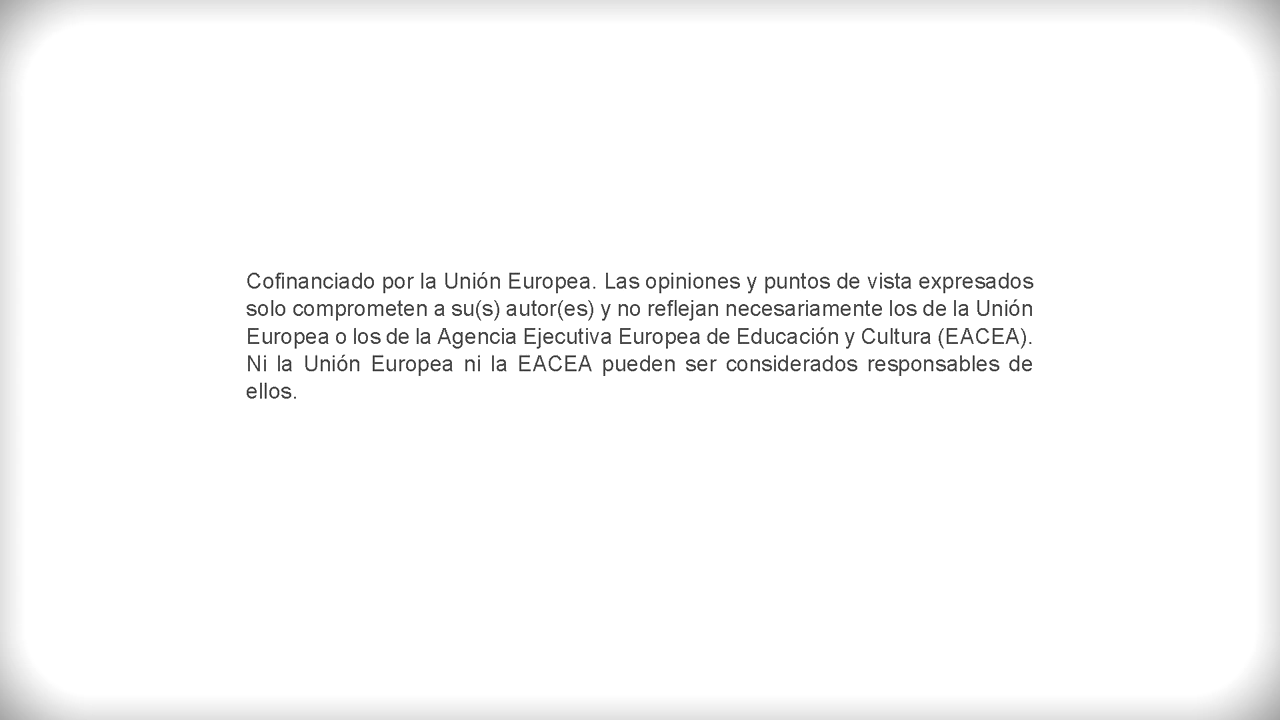 Cofinanciado por la Unión Europea. Las opiniones y puntos de vista expresados
solo comprometen a su(s) autor(es) y no reflejan necesariamente los de la Unión
Europea o los de la Agencia Ejecutiva Europea de Educación y Cultura (EACEA).
Ni la Unión Europea ni la EACEA pueden ser considerados responsables de
ellos.